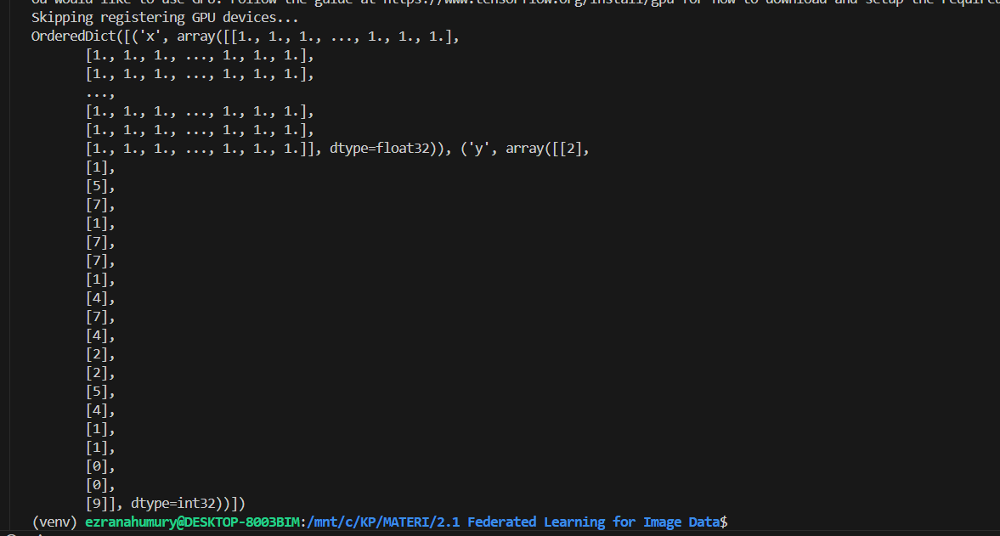 ou would like to use GPU. Follow the guide at https://www.tensorflow.org/install/gpu for how to download and setup the required
Skipping registering GPU devices...
OrderedDict([('x', array([[1., 1., 1., ..., 1., 1., 1.],
[1., 1., 1., ..., 1., 1., 1.],
[1., 1., 1., ..., 1., 1., 1.],
...,
[1., 1., 1., ..., 1., 1., 1.],
[1., 1., 1., ..., 1., 1., 1.],
[1., 1., 1., ..., 1., 1., 1.]], dtype=float32)), ('y', array([[2],
[1],
[5],
[7],
[1],
[7],
[7],
[1],
[4],
[7],
[4],
[2],
[2],
[5],
[4],
[1],
[1],
[0],
[0],
[9]], dtype=int32))])
(venv) ezranahumury@DESKTOP-8003BIM:/mnt/c/KP/MATERI/2.1 Federated Learning for Image Data$